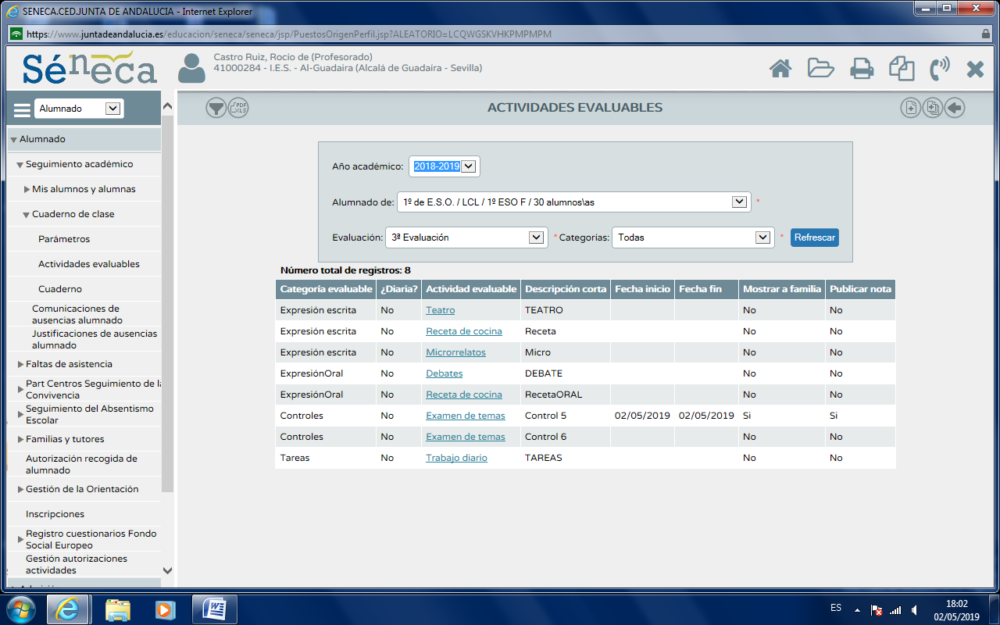 SENECA.CED.JUNTA DE ANDALUCIA - Internet Explorer
https://www.juntadeandalucia.es/educacion/seneca/seneca/jsp/PuestosOrigenPerfil.jsp?ALEATORIO=LCQWGSKVHKPMPMPM
Séneca
Castro Ruiz, Rocío de (Profesorado)
41000284 - I.E.S. - Al-Guadaira (Alcalá de Guadaira - Sevilla)
Alumnado
PDF
XLS
ACTIVIDADES EVALUABLES
Alumnado
Seguimiento académico
Mis alumnos y alumnas
Cuaderno de clase
Parámetros
Actividades evaluables
Cuaderno
Comunicaciones de
ausencias alumnado
Justificaciones de ausencias
alumnado
Faltas de asistencia
Part Centros Seguimiento de la
Convivencia
Seguimiento del Absentismo
Escolar
Familias y tutores
Autorización recogida de
alumnado
Gestión de la Orientación
Inscripciones
Registro cuestionarios Fondo
Social Europeo
Gestión autorizaciones
actividades
Año académico: 2018-2019
Alumnado de: 1º de E.S.O. / LCL / 1º ESO F / 30 alumnos\as *
Evaluación: 3ª Evaluación * Categorías: Todas * Refrescar
Número total de registros: 8
Categoría evaluable ¿Diaria? Actividad evaluable Descripción corta Fecha inicio Fecha fin Mostrar a familia Publicar nota
Expresión escrita No Teatro TEATRO No No
Expresión escrita No Receta de cocina Receta No No
Expresión escrita No Microrrelatos Micro No No
ExpresiónOral No Debates DEBATE No No
ExpresiónOral No Receta de cocina RecetaORAL No No
Controles No Examen de temas Control 5 02/05/2019 02/05/2019 Si Si
Controles No Examen de temas Control 6 No No
Tareas No Trabajo diario TAREAS No No
ES
18:02
02/05/2019